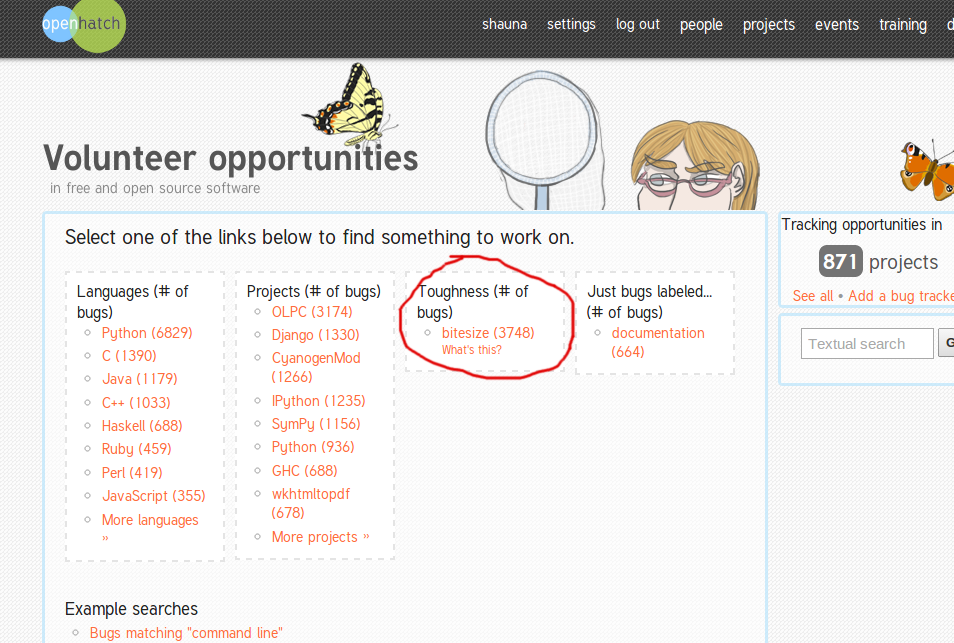 openhatch
shauna settings log out people projects events training
Volunteer opportunities
in free and open source software
Select one of the links below to find something to work on.
Languages (# of
bugs)
Python (6829)
C (1390)
Java (1179)
C++ (1033)
Haskell (688)
Ruby (459)
Perl (419)
JavaScript (355)
More languages
»
Projects (# of bugs)
OLPC (3174)
Django (1330)
CyanogenMod
(1266)
IPython (1235)
SymPy (1156)
Python (936)
GHC (688)
wkhtmltopdf
(678)
More projects »
Toughness (# of
bugs)
bitesize (3748)
What's this?
Just bugs labeled...
(# of bugs)
documentation
(664)
Tracking opportunities in
871 projects
See all • Add a bug tracke
Textual search
G
Example searches
Bugs matching "command line"